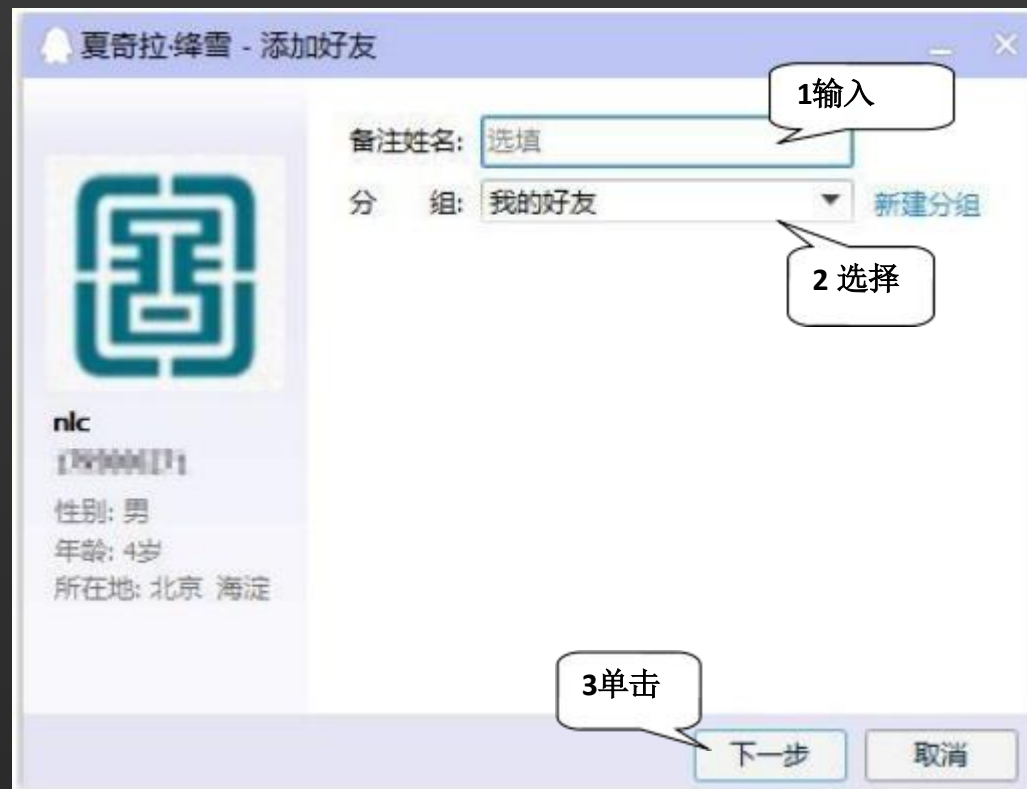 夏奇拉·绛雪 - 添加好友
1输入
备注姓名: 选填
分 组: 我的好友 新建分组
2 选择
nlc
性别: 男
年龄: 4岁
所在地: 北京 海淀
3单击
下一步 取消